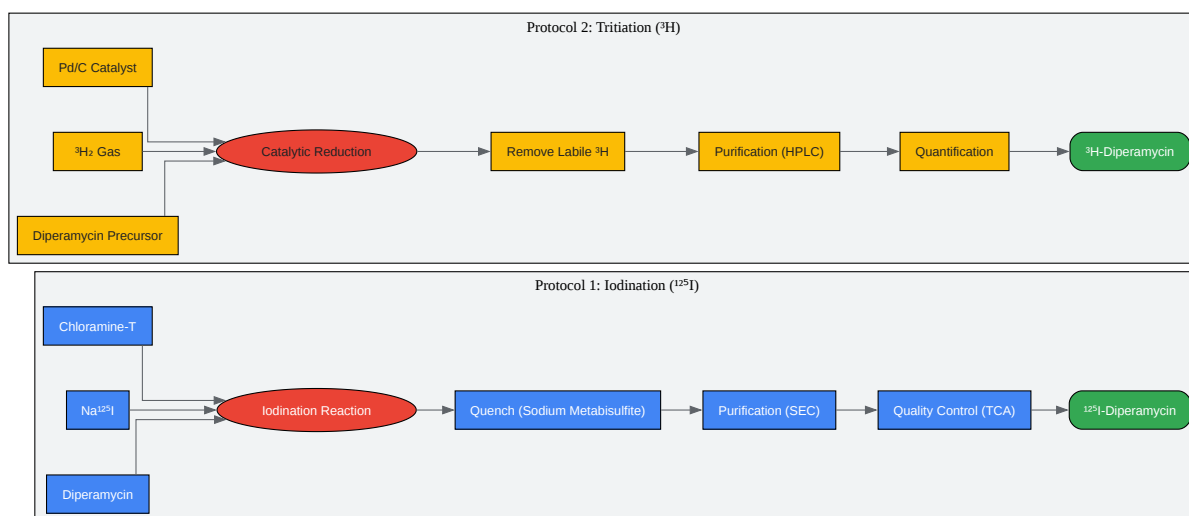 Protocol 2: Tritiation (³H)
Pd/C Catalyst
³H₂ Gas
Diperamycin Precursor
Catalytic Reduction
Remove Labile ³H
Purification (HPLC)
Quantification
³H-Diperamycin
Protocol 1: Iodination (¹²⁵I)
Chloramine-T
Na¹²⁵I
Diperamycin
Iodination Reaction
Quench (Sodium Metabisulfite)
Purification (SEC)
Quality Control (TCA)
¹²⁵I-Diperamycin